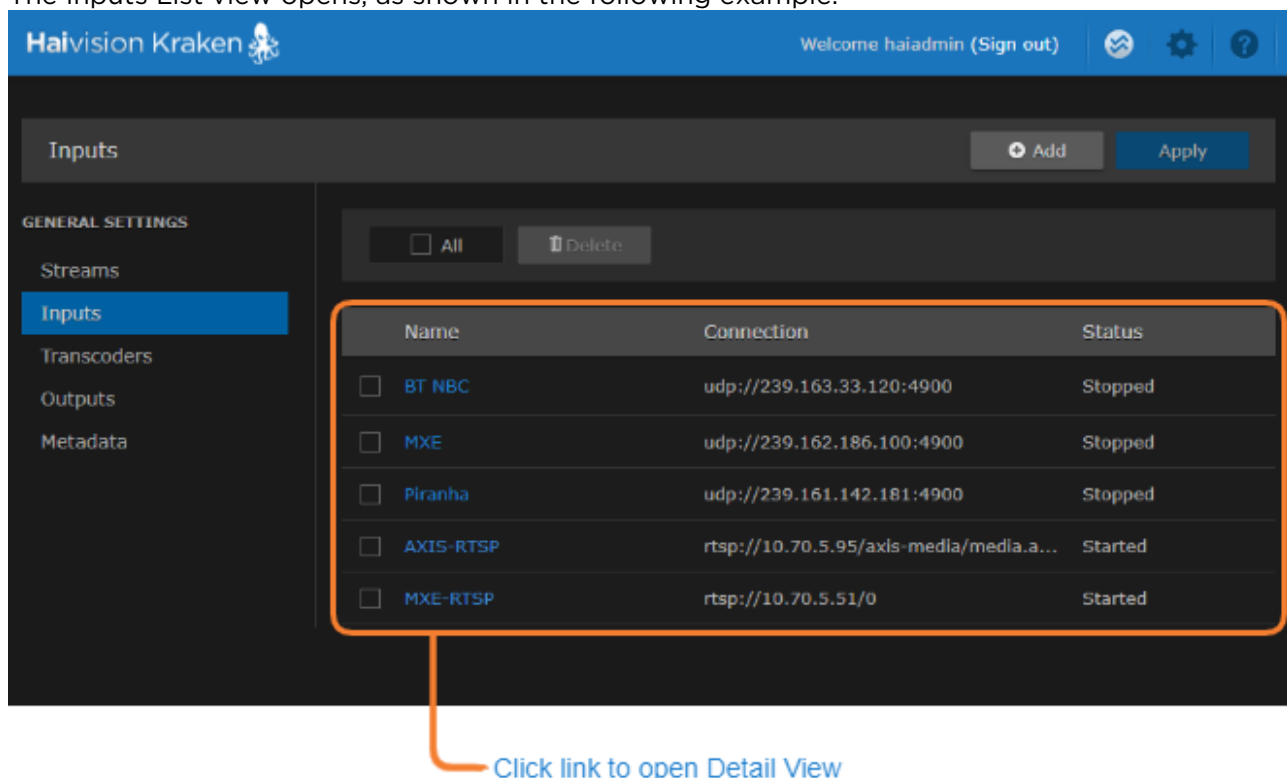 The Inputs List view opens, as shown in the following example.
Haivision Kraken
Welcome haiadmin (Sign out)
Inputs
Add
Apply
GENERAL SETTINGS
All
Delete
Streams
Inputs
Transcoders
Outputs
Metadata
Name Connection Status
BT NBC udp://239.163.33.120:4900 Stopped
MXE udp://239.162.186.100:4900 Stopped
Piranha udp://239.161.142.181:4900 Stopped
AXIS-RTSP rtsp://10.70.5.95/axis-media/media.a... Started
MXE-RTSP rtsp://10.70.5.51/0 Started
Click link to open Detail View